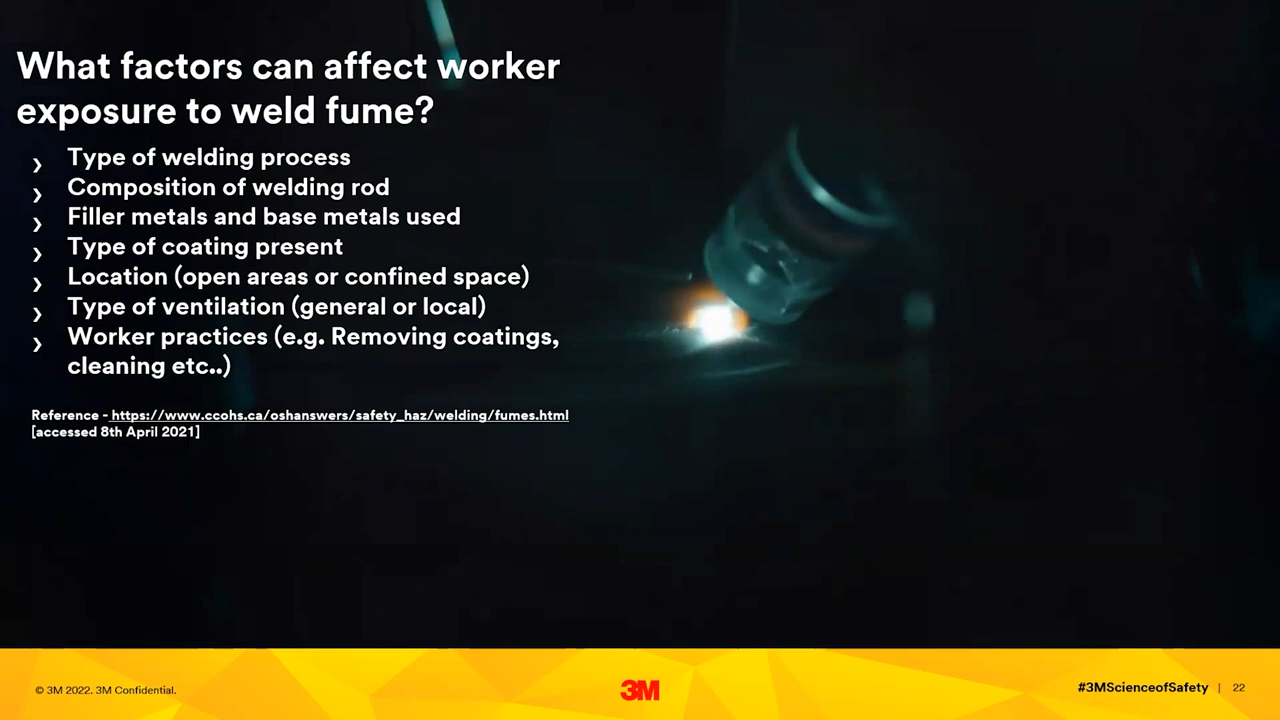 What factors can affect worker
exposure to weld fume?
› Type of welding process
› Composition of welding rod
› Filler metals and base metals used
› Type of coating present
› Location (open areas or confined space)
› Type of ventilation (general or local)
› Worker practices (e.g. Removing coatings,
cleaning etc..)
Reference - https://www.ccohs.ca/oshanswers/safety_haz/welding/fumes.html
[accessed 8th April 2021]
© 3M 2022. 3M Confidential.
3M
#3MScienceofSafety | 22